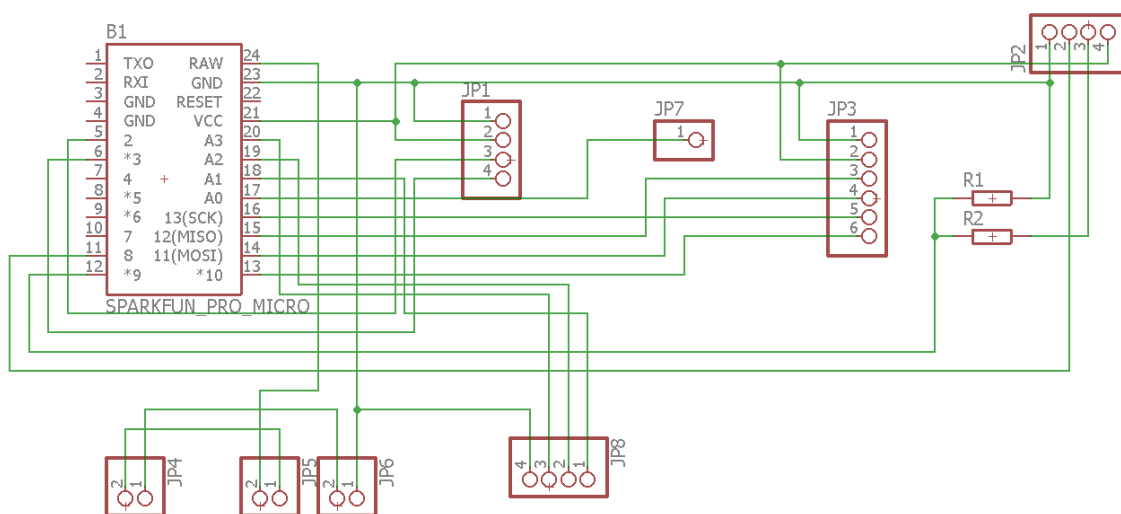 B1
1 TXO RAW 24
2 RXI GND 23
3 GND RESET 22
4 GND VCC 21
5 2 A3 20
6 *3 A2 19
7 4 A1 18
8 *5 A0 17
9 *6 13(SCK) 16
10 7 12(MISO) 15
11 8 11(MOSI) 14
12 *9 *10 13
SPARKFUN_PRO_MICRO
JP1
1
2
3
4
JP7
1
JP3
1
2
3
4
5
6
JP2
1 2 3 4
R1
R2
JP4
2 1
JP5
2 1
JP6
2 1
JP8
4 3 2 1